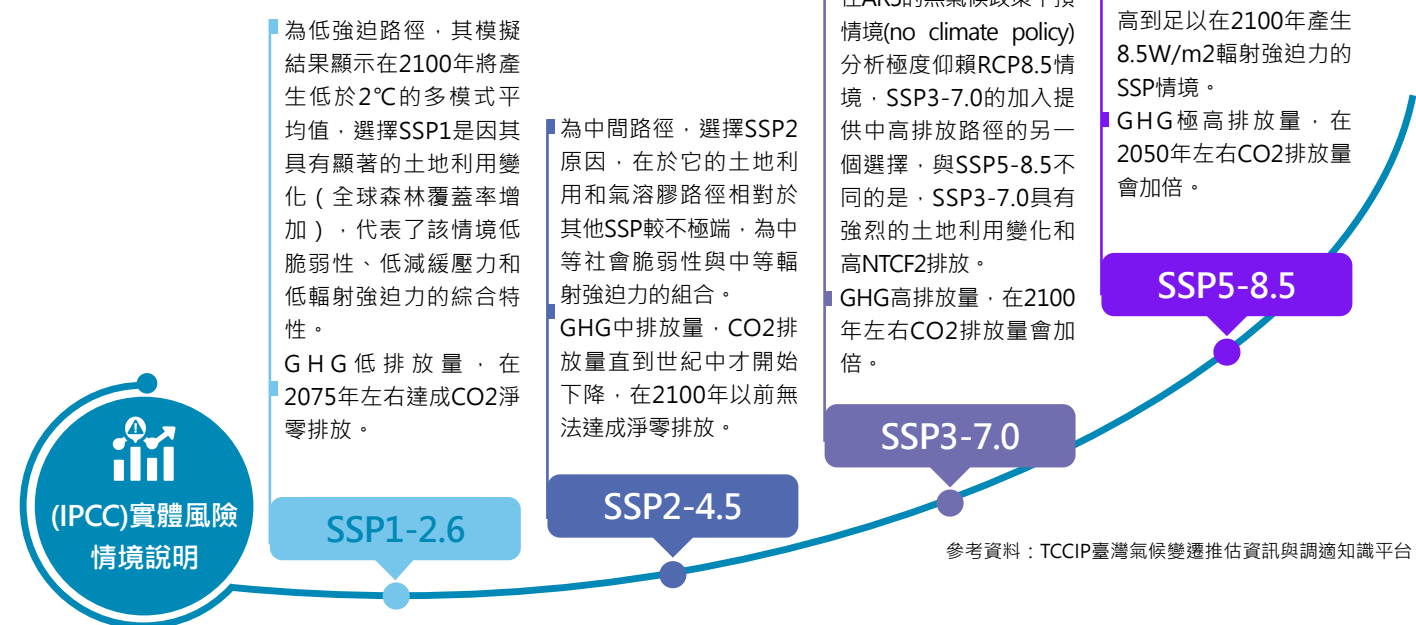 為低強迫路徑，其模擬
結果顯示在2100年將產
生低於2℃的多模式平
均值，選擇SSP1是因其
具有顯著的土地利用變
化（全球森林覆蓋率增
加），代表了該情境低
脆弱性、低減緩壓力和
低輻射強迫力的綜合特
性。
GHG低排放量，在
2075年左右達成CO2淨
零排放。
SSP1-2.6
為中間路徑，選擇SSP2
原因，在於它的土地利
用和氣溶膠路徑相對於
其他SSP較不極端，為中
等社會脆弱性與中等輻
射強迫力的組合。
GHG中排放量，CO2排
放量直到世紀中才開始
下降，在2100年以前無
法達成淨零排放。
SSP2-4.5
情境(no climate policy)
分析極度仰賴RCP8.5情
境，SSP3-7.0的加入提
供中高排放路徑的另一
個選擇，與SSP5-8.5不
同的是，SSP3-7.0具有
強烈的土地利用變化和
高NTCF2排放。
GHG高排放量，在2100
年左右CO2排放量會加
倍。
SSP3-7.0
高到足以在2100年產生
8.5W/m2輻射強迫力的
SSP情境。
GHG極高排放量，在
2050年左右CO2排放量
會加倍。
SSP5-8.5
(IPCC)實體風險
情境說明
參考資料：TCCIP臺灣氣候變遷推估資訊與調適知識平台